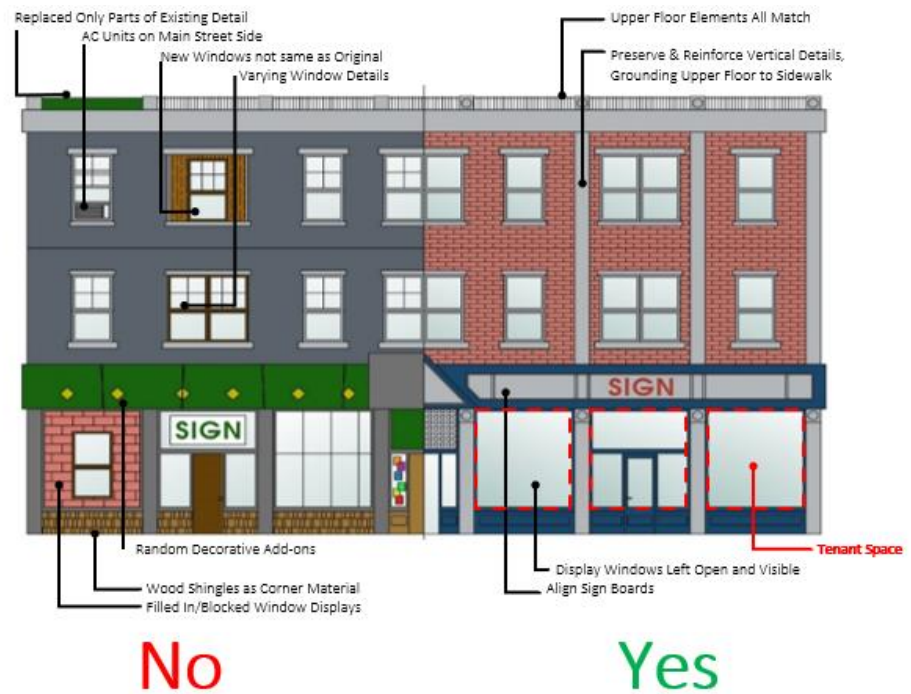 Replaced Only Parts of Existing Detail
AC Units on Main Street Side
New Windows not same as Original
Varying Window Details
Upper Floor Elements All Match
Preserve & Reinforce Vertical Details,
Grounding Upper Floor to Sidewalk
SIGN
SIGN
Random Decorative Add-ons
Wood Shingles as Corner Material
Filled In/Blocked Window Displays
Tenant Space
Display Windows Left Open and Visible
Align Sign Boards
No
Yes